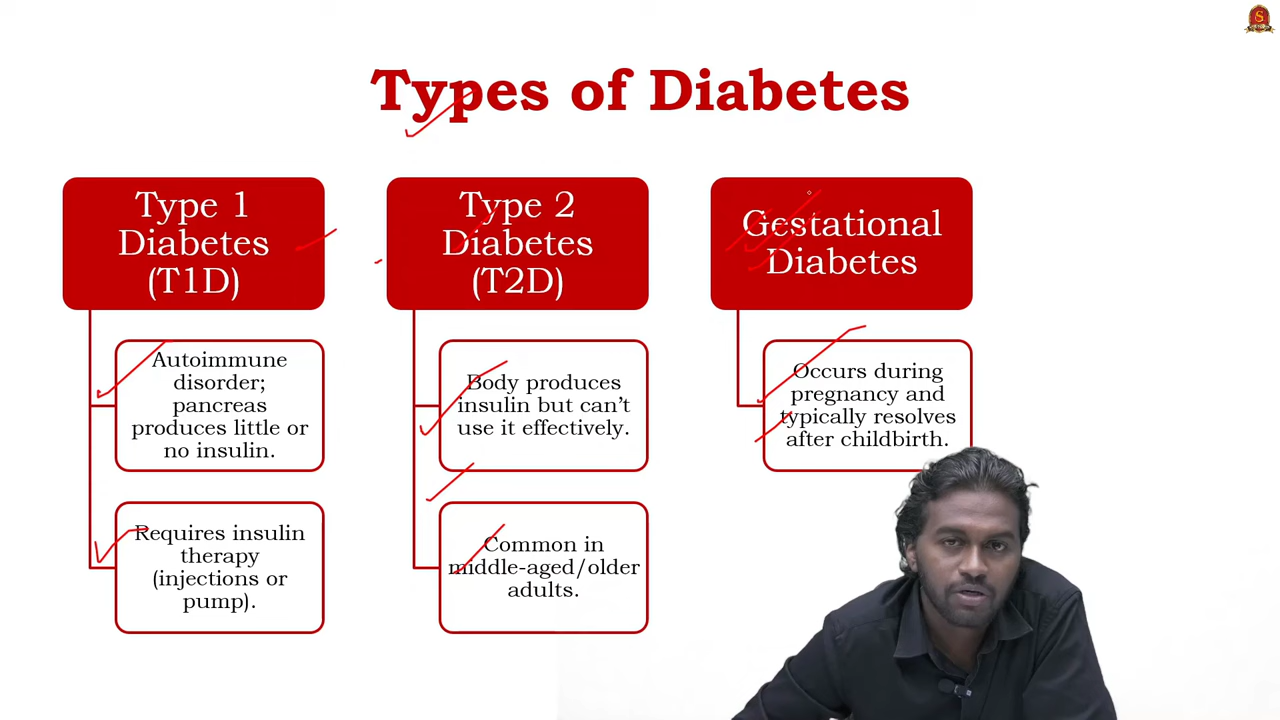 Types of Diabetes
Type 1
Diabetes
(T1D)
Autoimmune
disorder;
pancreas
produces little or
no insulin.
Requires insulin
therapy
(injections or
pump).
Type 2
Diabetes
(T2D)
Body produces
insulin but can’t
use it effectively.
Common in
middle-aged/older
adults.
Gestational
Diabetes
Occurs during
pregnancy and
typically resolves
after childbirth.